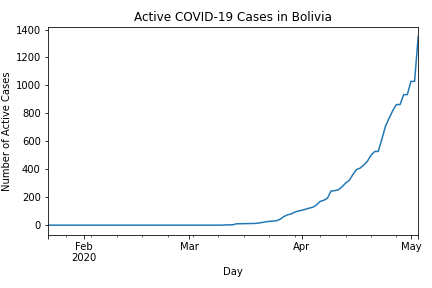 Active COVID-19 Cases in Bolivia
1400
1200
1000
800
600
400
200
0
Number of Active Cases
Feb
2020
Mar
Apr
May
Day